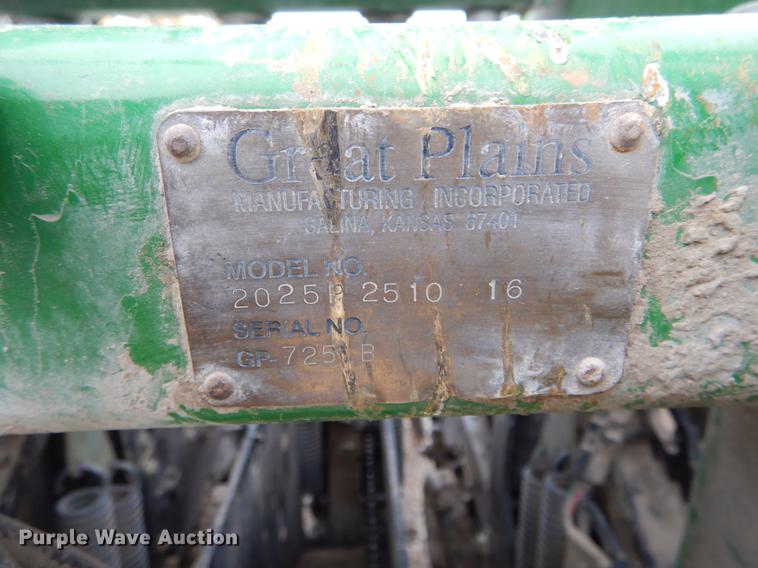 Great Plains
MANUFACTURING INCORPORATED
SALINA, KANSAS 67401
MODEL NO.
2025P 2510 16
SERIAL NO.
Purple Wave Auction